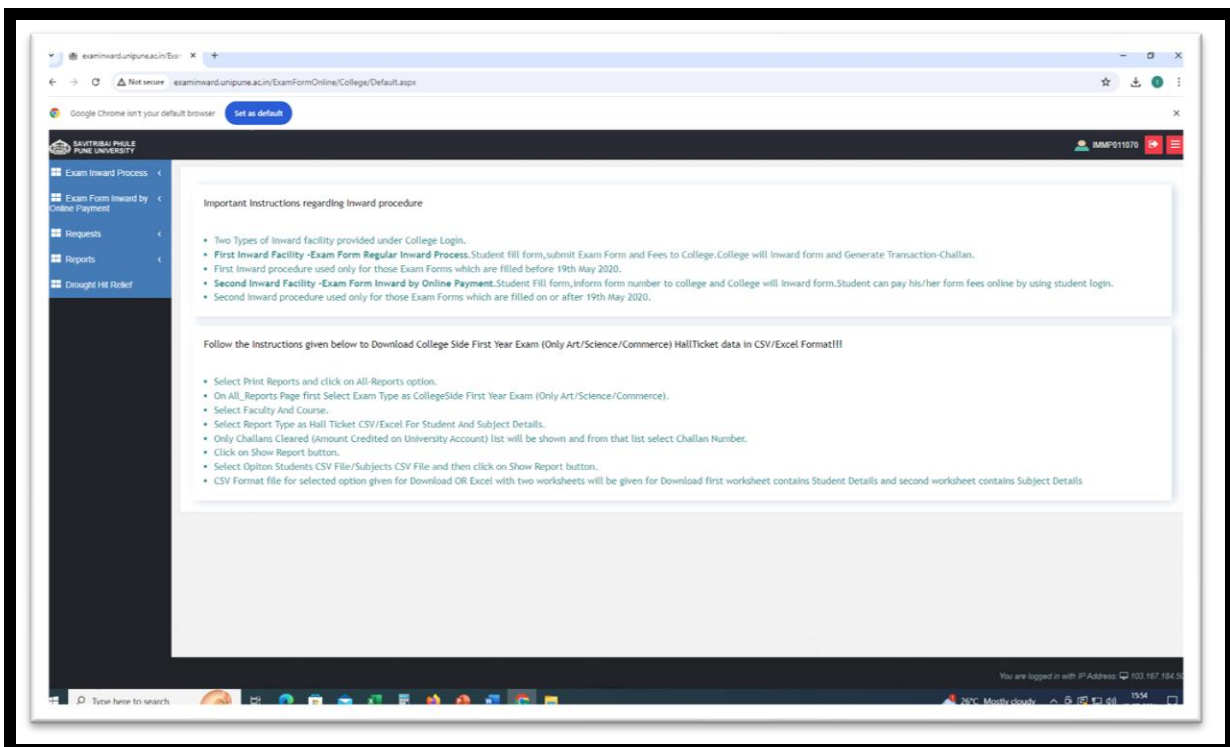 examinward.unipune.ac.in/Exar
Not secure examinward.unipune.ac.in/ExamFormOnline/College/Default.aspx
Google Chrome isn't your default browser Set as default
SAVITRIBAI PHULE
PUNE UNIVERSITY
IMMP011070
Exam Inward Process
Exam Form Inward by
Online Payment
Requests
Reports
Drought Hit Relief
Important Instructions regarding Inward procedure
• Two Types of Inward facility provided under College Login.
• First Inward Facility -Exam Form Regular Inward Process.Student fill form,submit Exam Form and Fees to College.College will Inward form and Generate Transaction-Challan.
• First Inward procedure used only for those Exam Forms which are filled before 19th May 2020.
• Second Inward Facility -Exam Form Inward by Online Payment.Student Fill form,inform form number to college and College will Inward form.Student can pay his/her form fees online by using student login.
• Second Inward procedure used only for those Exam Forms which are filled on or after 19th May 2020.
Follow the Instructions given below to Download College Side First Year Exam (Only Art/Science/Commerce) HallTicket data in CSV/Excel Format!!!
• Select Print Reports and click on All-Reports option.
• On All_Reports Page first Select Exam Type as CollegeSide First Year Exam (Only Art/Science/Commerce).
• Select Faculty And Course.
• Select Report Type as Hall Ticket CSV/Excel For Student And Subject Details.
• Only Challans Cleared (Amount Credited on University Account) list will be shown and from that list select Challan Number.
• Click on Show Report button.
• Select Opiton Students CSV File/Subjects CSV File and then click on Show Report button.
• CSV Format file for selected option given for Download OR Excel with two worksheets will be given for Download first worksheet contains Student Details and second worksheet contains Subject Details
You are logged in with IP Address: 103.167.184.50
Type here to search
26°C Mostly cloudy
15:54